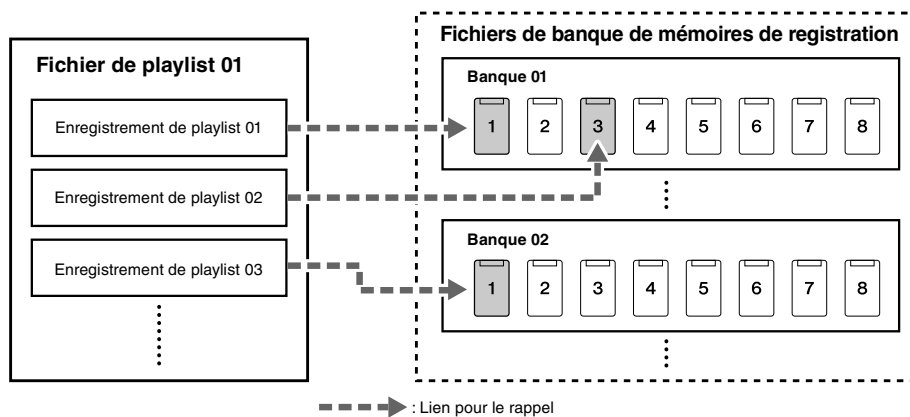 Fichier de playlist 01
Enregistrement de playlist 01
Enregistrement de playlist 02
Enregistrement de playlist 03
Fichiers de banque de mémoires de registration
Banque 01
1 2 3 4 5 6 7 8
Banque 02
1 2 3 4 5 6 7 8
: Lien pour le rappel